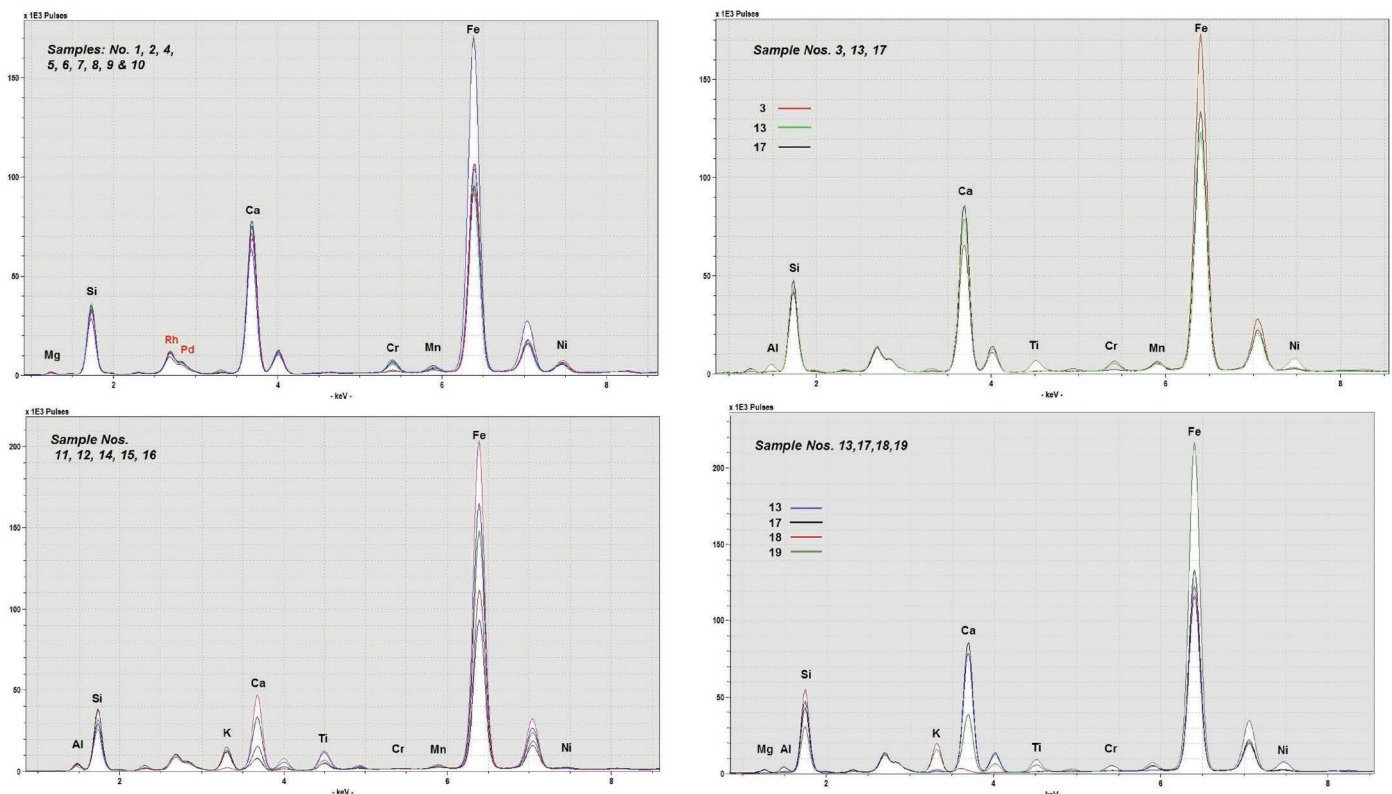 x 1E3 Pulses
Samples: No. 1, 2, 4,
5, 6, 7, 8, 9 & 10
Fe
150
100
Ca
50
Si
Rh
Pd
Mg
Cr
Mn
Ni
0
2
4
6
8
- keV -
x 1E3 Pulses
Sample Nos. 3, 13, 17
Fe
150
3
13
17
100
Ca
50
Si
Al
Ti
Cr
Mn
Ni
0
2
4
6
8
- keV -
x 1E3 Pulses
Sample Nos.
11, 12, 14, 15, 16
Fe
200
150
100
50
Ca
Si
K
Al
Ti
Cr
Mn
Ni
0
2
4
6
8
- keV -
x 1E3 Pulses
Sample Nos. 13,17,18,19
Fe
200
13
17
18
19
150
100
Ca
50
Si
K
Mg
Al
Ti
Cr
Ni
0
2
4
6
8
- keV -